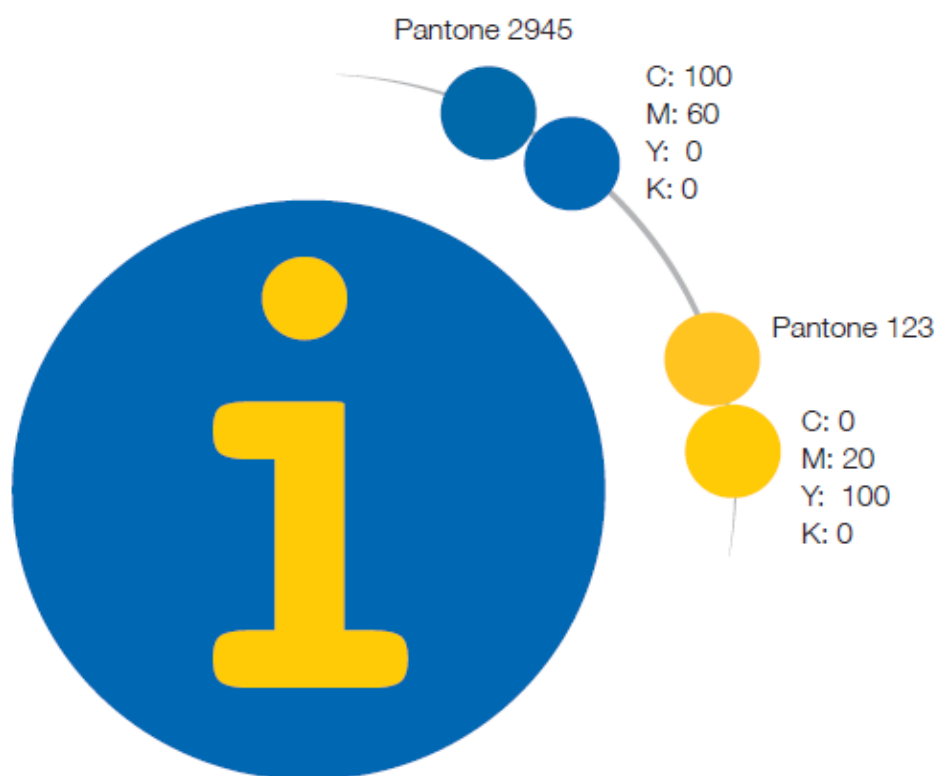 Pantone 2945
C: 100
M: 60
Y: 0
K: 0
i
Pantone 123
C: 0
M: 20
Y: 100
K: 0